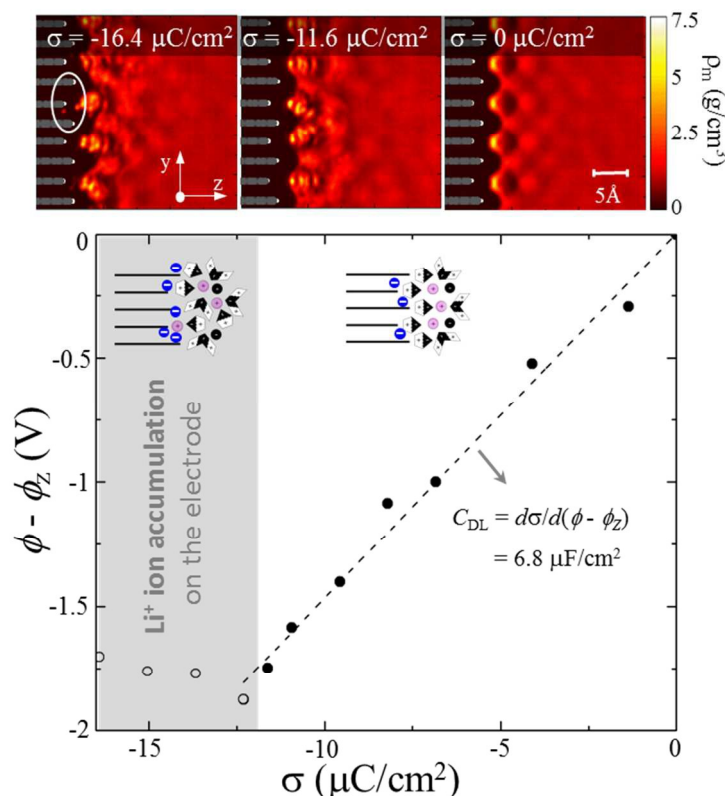 σ = -16.4 μC/cm²
-11.6 μC/cm²
σ = 0 μC/cm²
7.5
5
2.5
0
ρm (g/cm³)
y
z
5Å
0
-0.5
-1
-1.5
-2
ϕ - ϕZ (V)
Li⁺ ion accumulation
on the electrode
CDL = dσ/d(ϕ - ϕZ)
= 6.8 μF/cm²
-15
-10
-5
0
σ (μC/cm²)